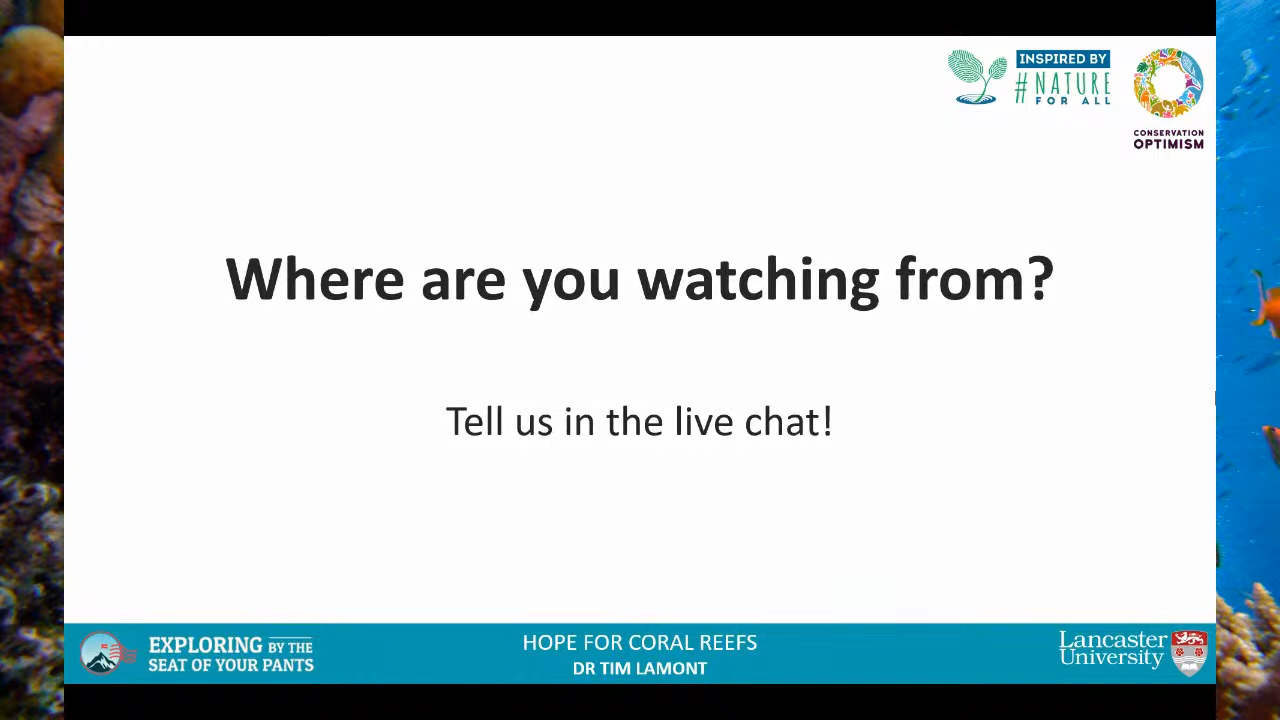 INSPIRED BY
#NATURE
FOR ALL
CONSERVATION
OPTIMISM
Where are you watching from?
Tell us in the live chat!
EXPLORING BY THE
SEAT OF YOUR PANTS
HOPE FOR CORAL REEFS
DR TIM LAMONT
Lancaster
University